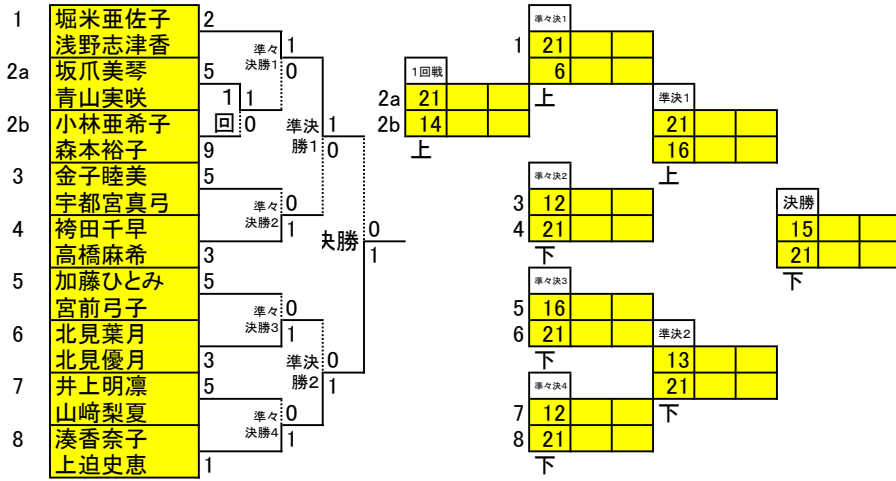 1 堀米亜佐子 2
浅野志津香
2a 坂爪美琴 5
青山実咲
2b 小林亜希子
森本裕子 9
3 金子睦美 5
宇都宮真弓
4 袴田千早
高橋麻希 3
5 加藤ひとみ 5
宮前弓子
6 北見葉月
北見優月 3
7 井上明凛 5
山﨑梨夏
8 湊香奈子
上迫史恵 1
1 1
回 0
準々 1
決勝1 0
準々 0
決勝2 1
準々 0
決勝3 1
準々 0
決勝4 1
準決 1
勝1 0
準決 0
勝2 1
決勝 0
1
1回戦
2a 21
2b 14
上
準々決1
1 21
6
上
準々決2
3 12
4 21
下
準々決3
5 16
6 21
下
準々決4
7 12
8 21
下
準決1
21
16
上
準決2
13
21
下
決勝
15
21
下